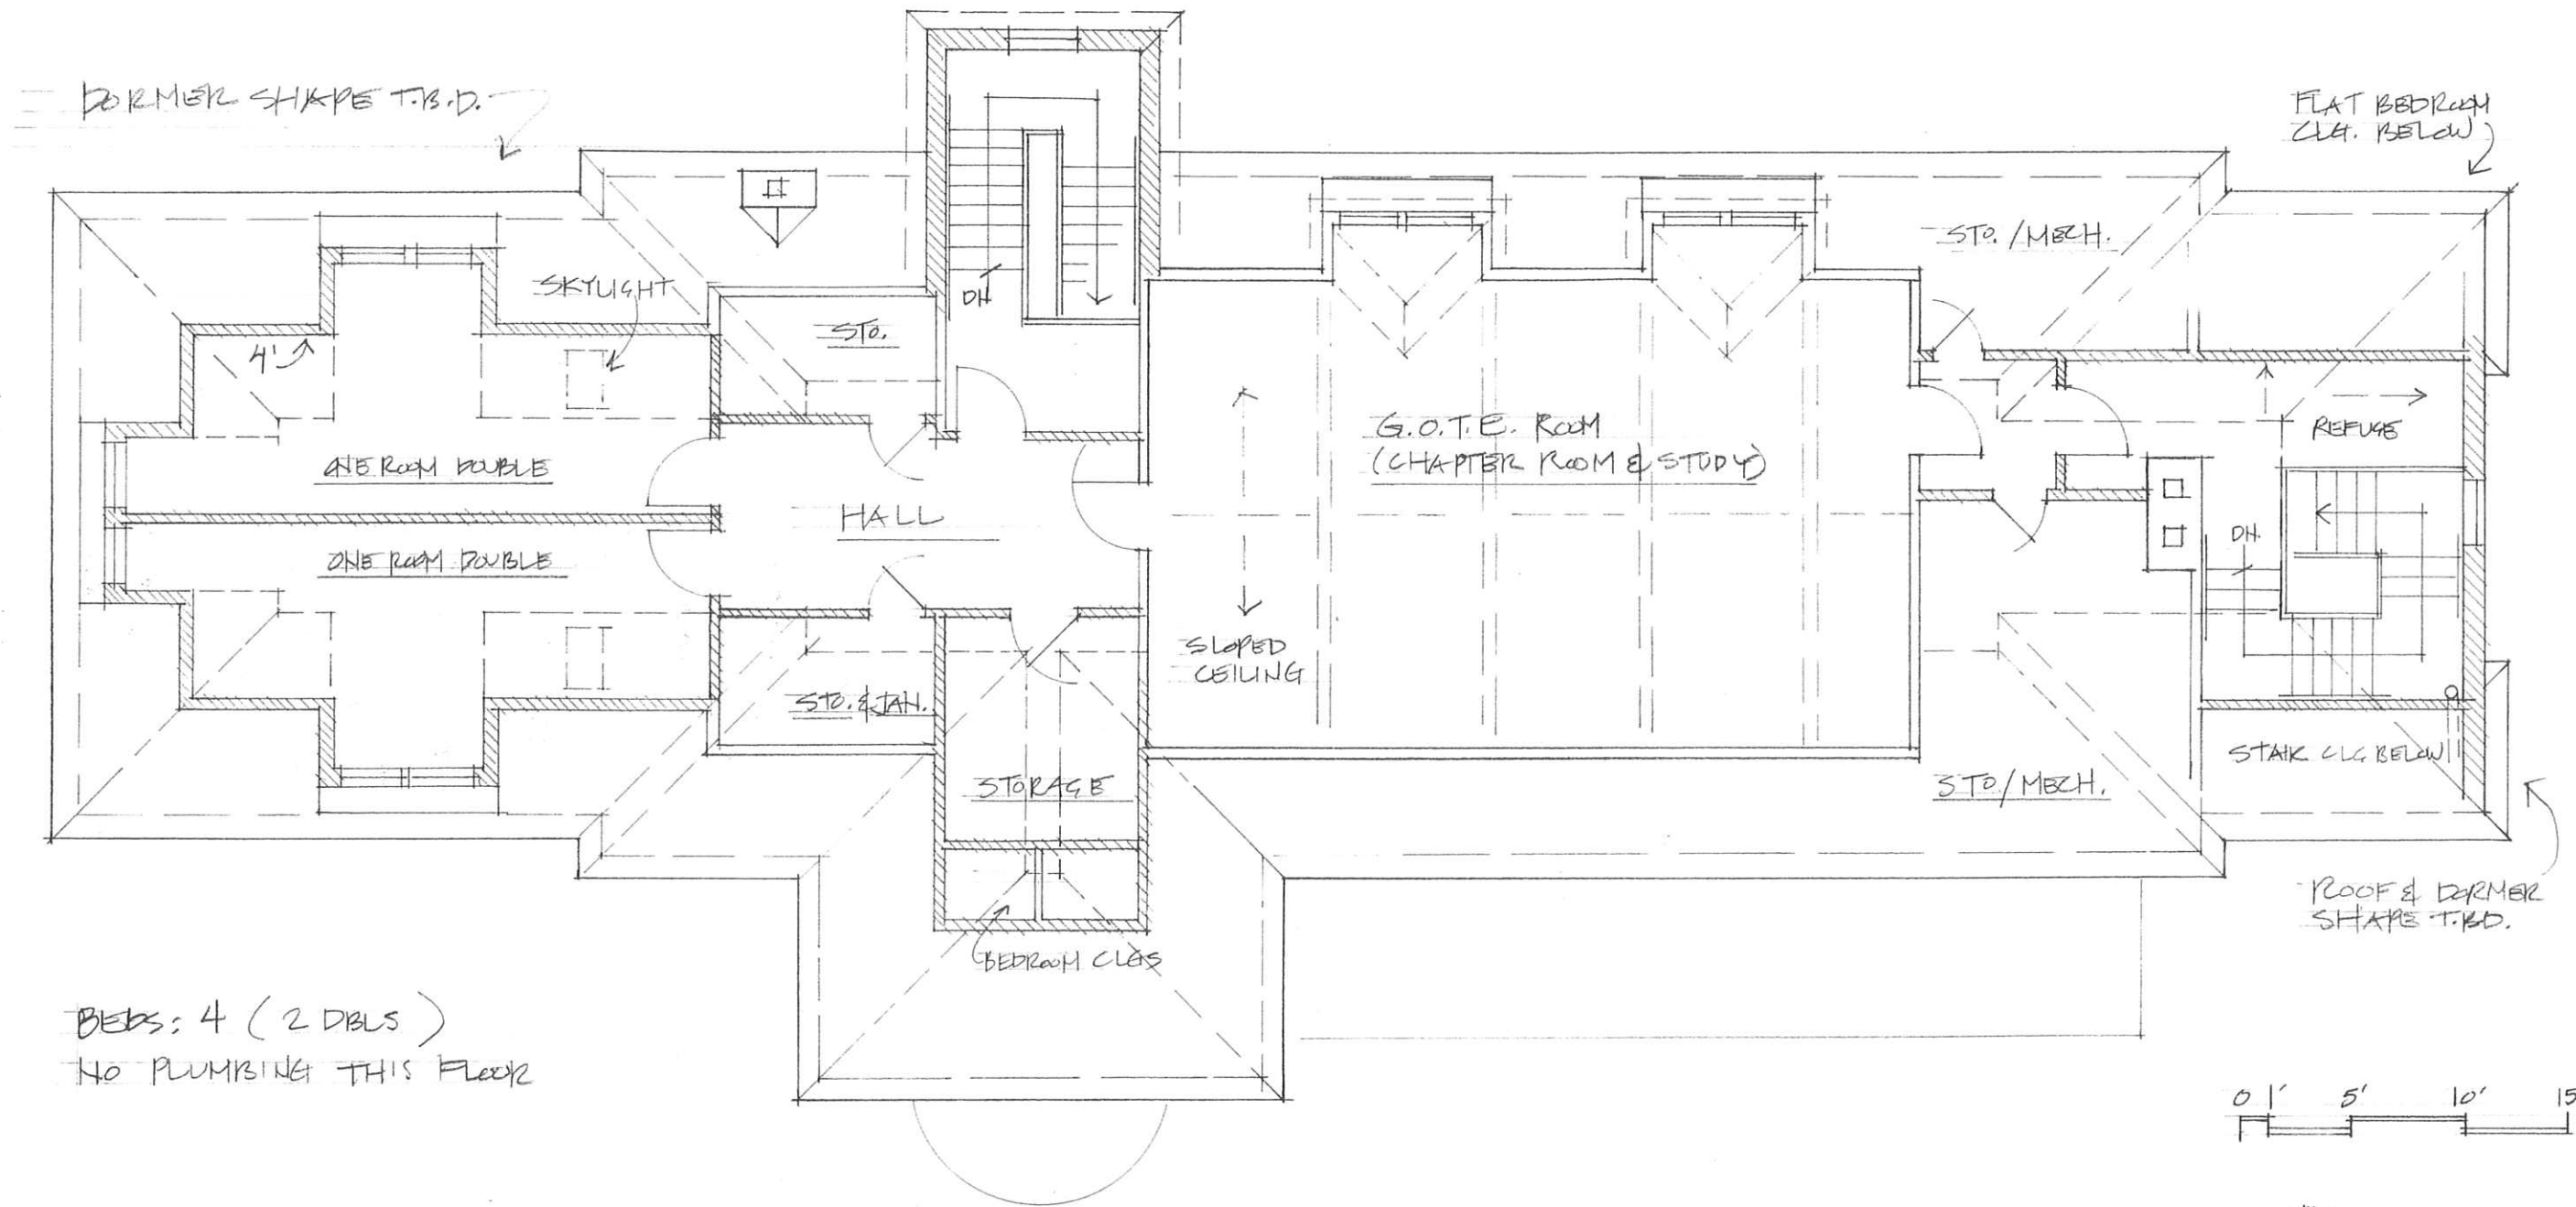 DORMER SHAPE T.B.D.
FLAT BEDROOM
CLG. BELOW
STO./MECH.
SKYLIGHT
DN
STO.
4'
G.O.T.E. ROOM
(CHAPTER ROOM & STUDY)
REFUGE
ONE ROOM DOUBLE
HALL
DN.
ONE ROOM DOUBLE
SLOPED
CEILING
STO. & JAN.
STAIR CLG BELOW
STORAGE
STO/MECH.
ROOF & DORMER
SHAPE T.B.D.
BEDROOM CLGS
BEDS: 4 (2 DBLS)
NO PLUMBING THIS FLOOR
0 1' 5' 10' 15